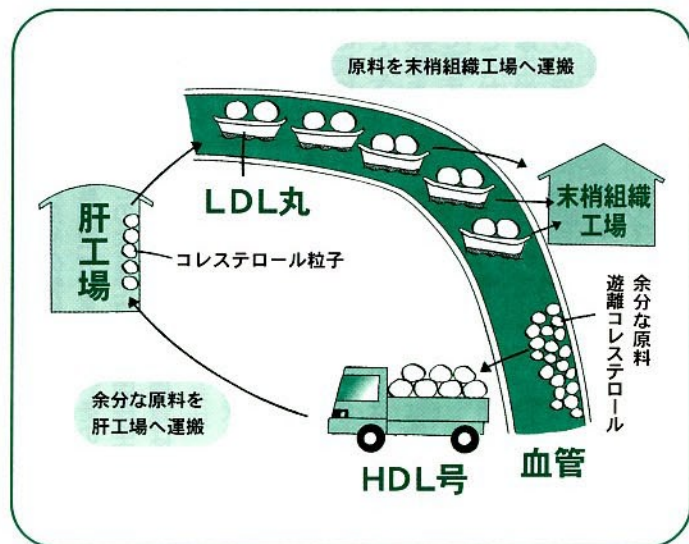 原料を末梢組織工場へ運搬
LDL丸
末梢組織
工場
肝工場
コレステロール粒子
余分な原料
遊離コレステロール
余分な原料を
肝工場へ運搬
HDL号
血管